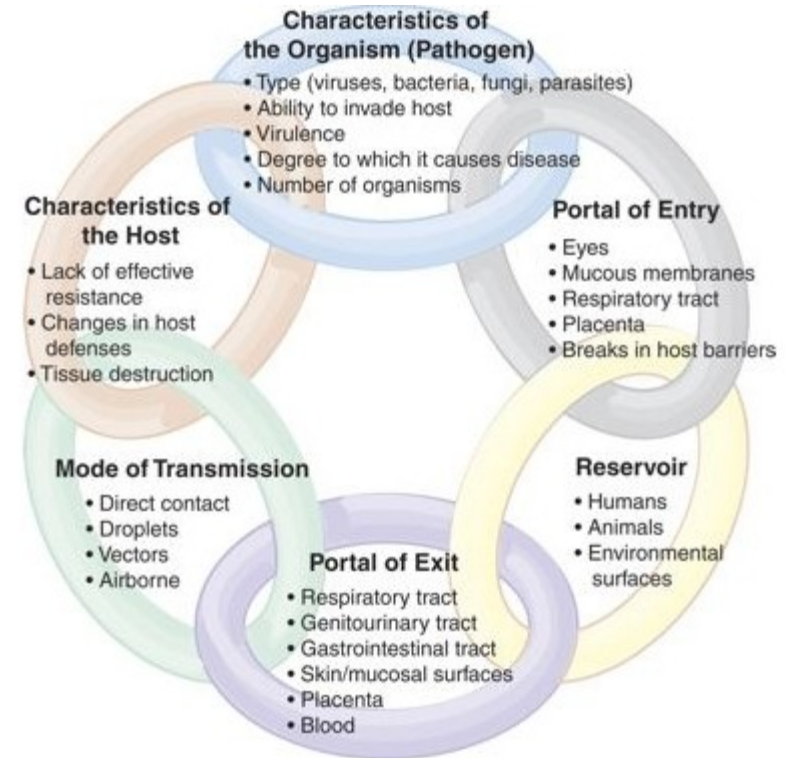 Characteristics of
the Organism (Pathogen)
• Type (viruses, bacteria, fungi, parasites)
• Ability to invade host
• Virulence
• Degree to which it causes disease
• Number of organisms
Portal of Entry
• Eyes
• Mucous membranes
• Respiratory tract
• Placenta
• Breaks in host barriers
Reservoir
• Humans
• Animals
• Environmental
surfaces
Portal of Exit
• Respiratory tract
• Genitourinary tract
• Gastrointestinal tract
• Skin/mucosal surfaces
• Placenta
• Blood
Mode of Transmission
• Direct contact
• Droplets
• Vectors
• Airborne
Characteristics of
the Host
• Lack of effective
resistance
• Changes in host
defenses
• Tissue destruction